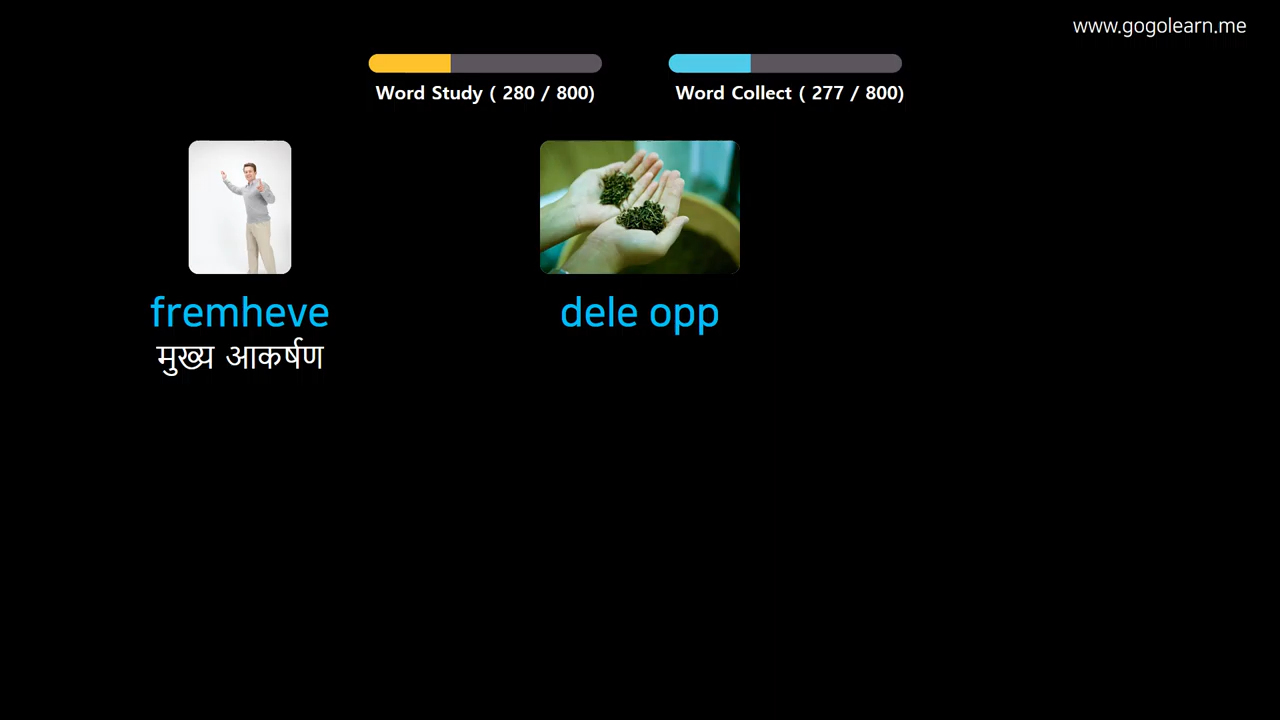 www.gogolearn.me
Word Study ( 280 / 800)
Word Collect ( 277 / 800)
fremheve
मुख्य आकर्षण
dele opp